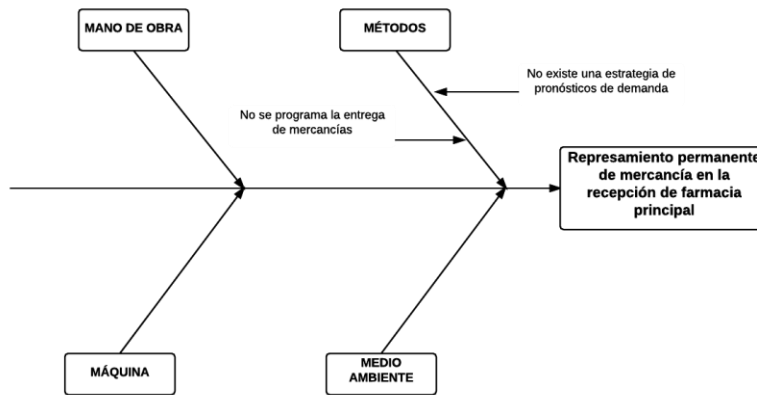 MANO DE OBRA
MÉTODOS
No existe una estrategia de
pronósticos de demanda
No se programa la entrega
de mercancías
Represamiento permanente
de mercancía en la
recepción de farmacia
principal
MÁQUINA
MEDIO
AMBIENTE